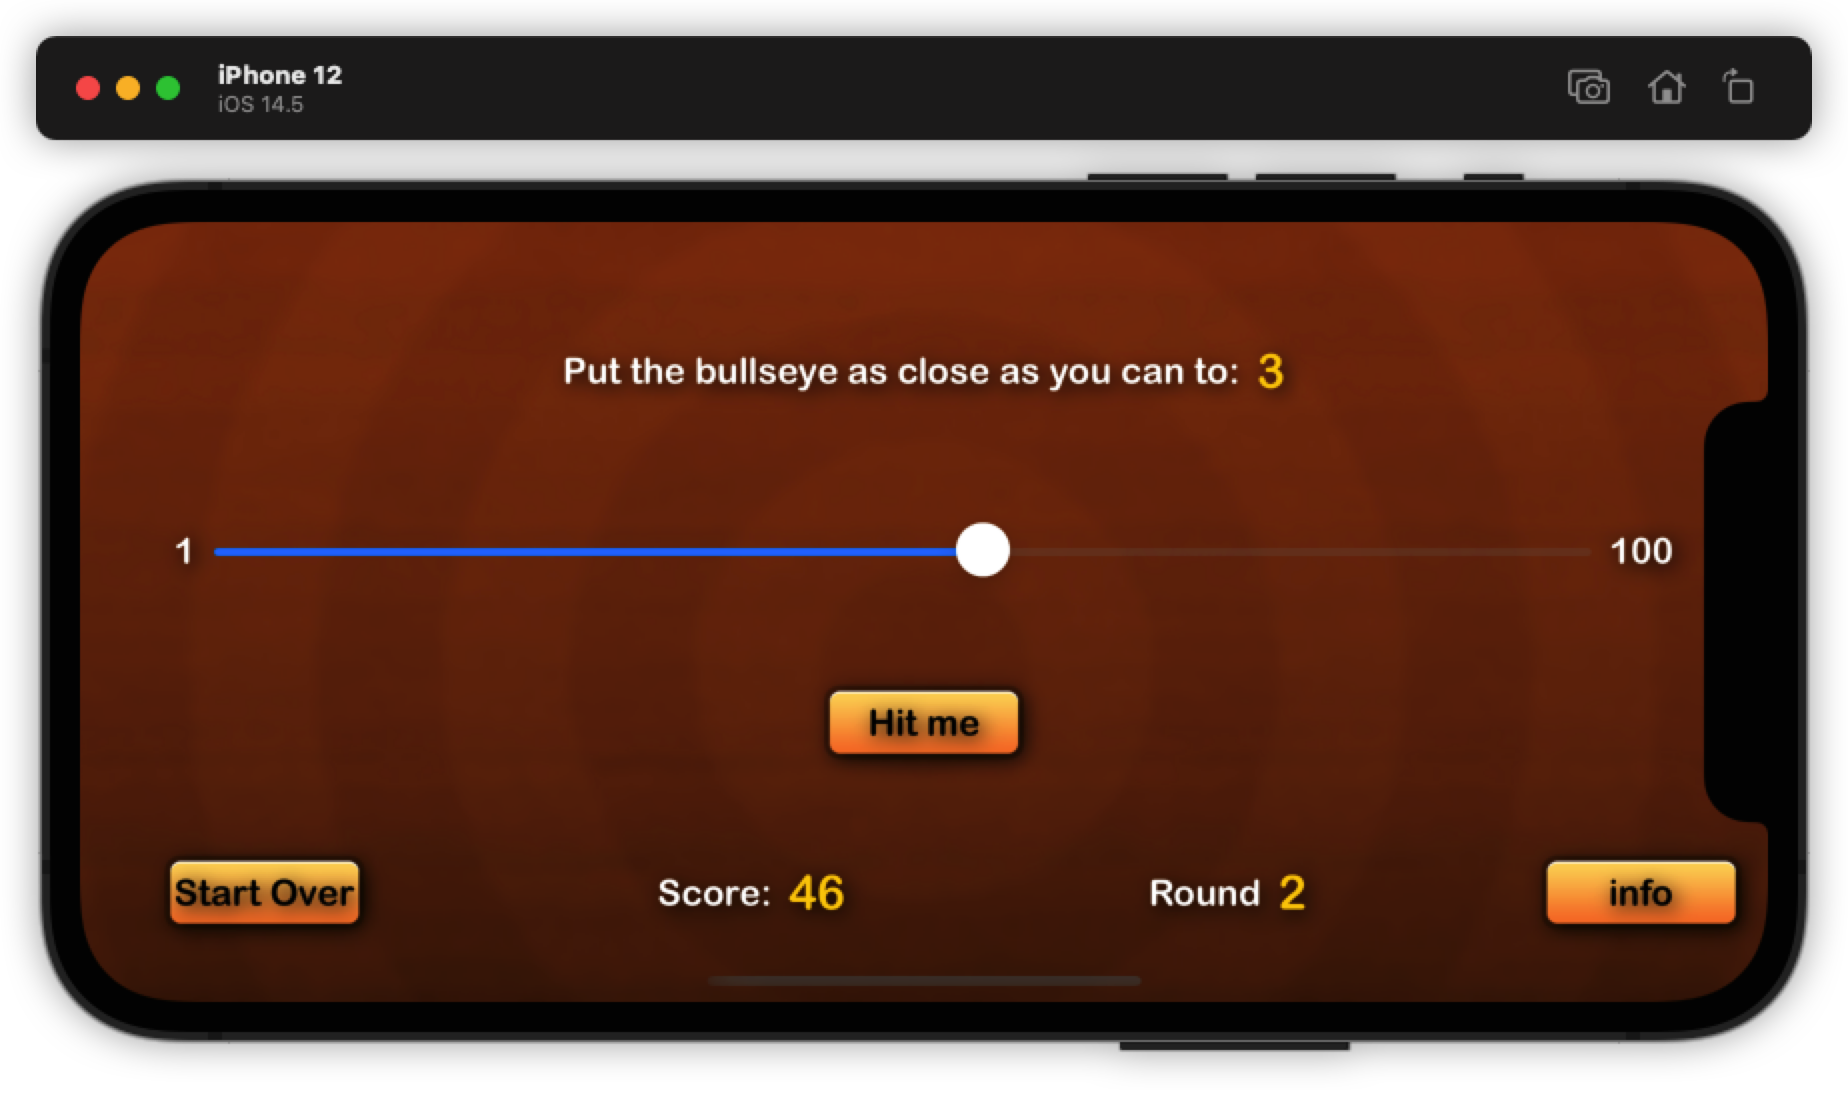 iPhone 12
iOS 14.5
Put the bullseye as close as you can to: 3
1 100
Hit me
Start Over Score: 46 Round 2 info